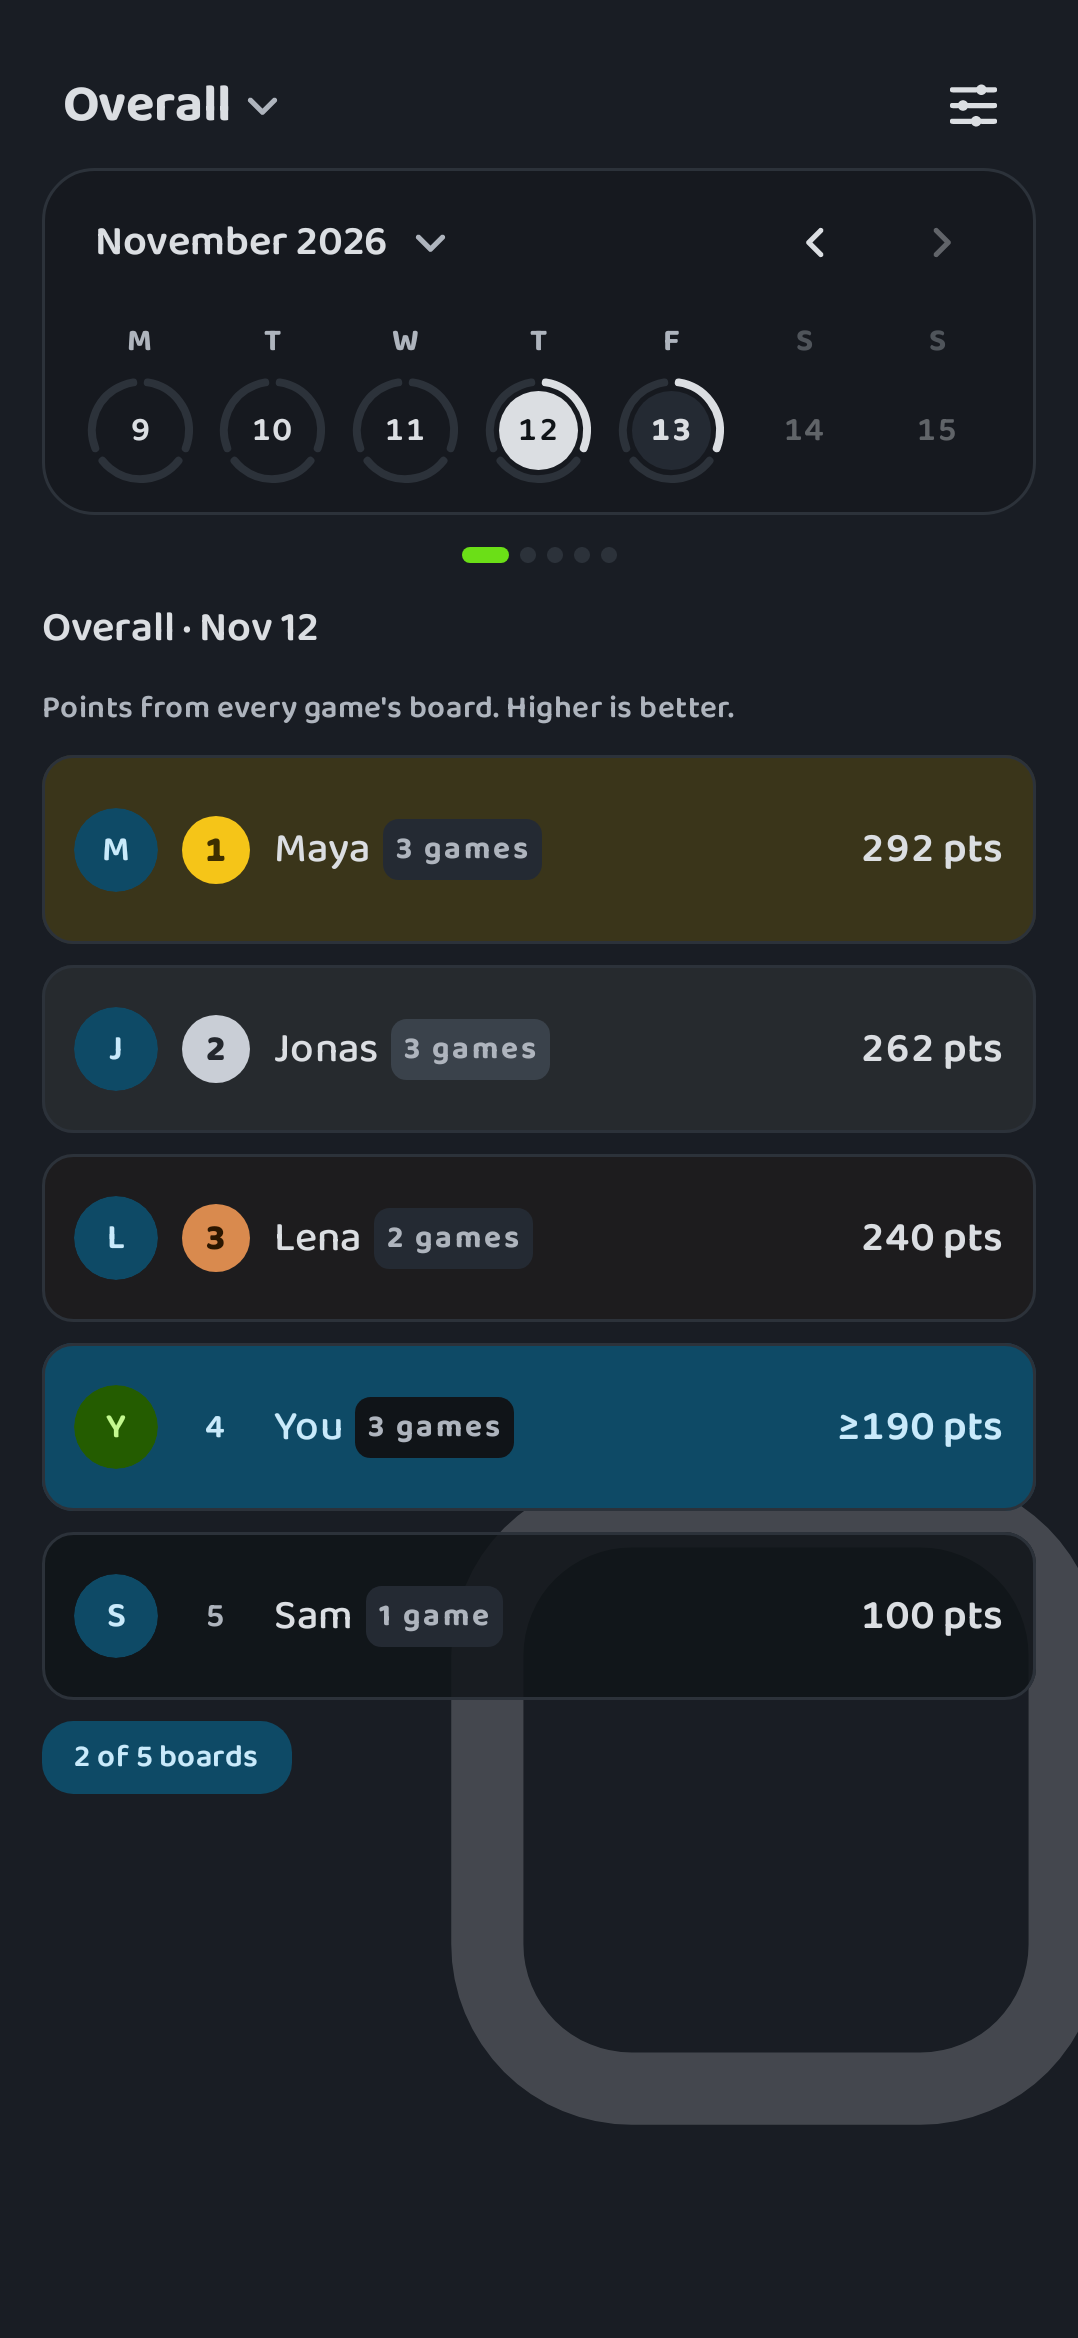 Overall
November 2026
M T W T F S S
9 10 11 12 13 14 15
Overall · Nov 12
Points from every game's board. Higher is better.
M 1 Maya 3 games 292 pts
J 2 Jonas 3 games 262 pts
L 3 Lena 2 games 240 pts
Y 4 You 3 games ≥190 pts
S 5 Sam 1 game 100 pts
2 of 5 boards